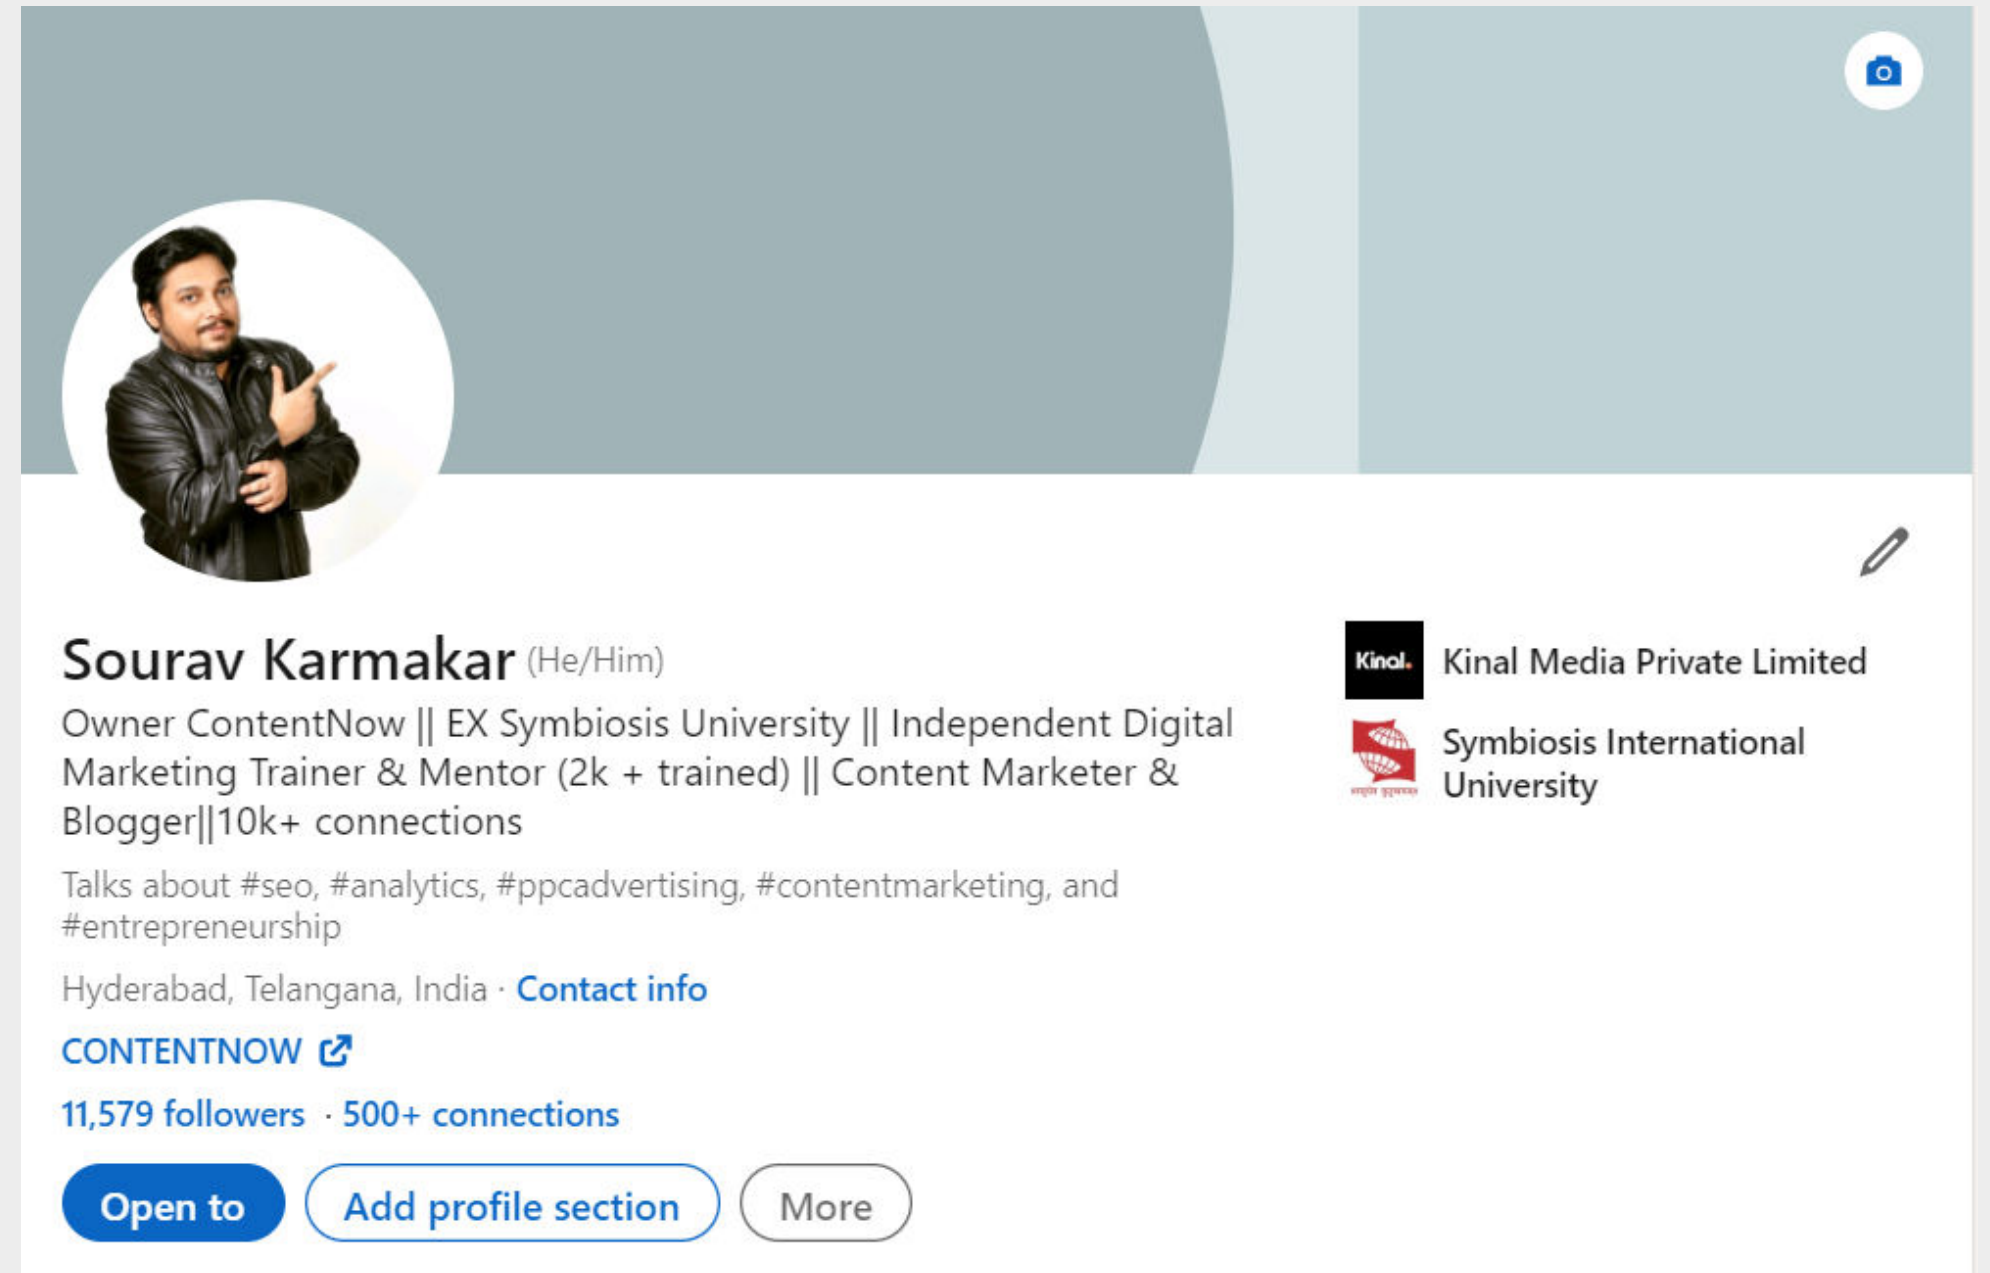 Sourav Karmakar (He/Him)
Owner ContentNow || EX Symbiosis University || Independent Digital
Marketing Trainer & Mentor (2k + trained) || Content Marketer &
Blogger||10k+ connections
Talks about #seo, #analytics, #ppcadvertising, #contentmarketing, and
#entrepreneurship
Hyderabad, Telangana, India · Contact info
CONTENTNOW
11,579 followers · 500+ connections
Open to
Add profile section
More
Kinal.
Kinal Media Private Limited
Symbiosis International
University